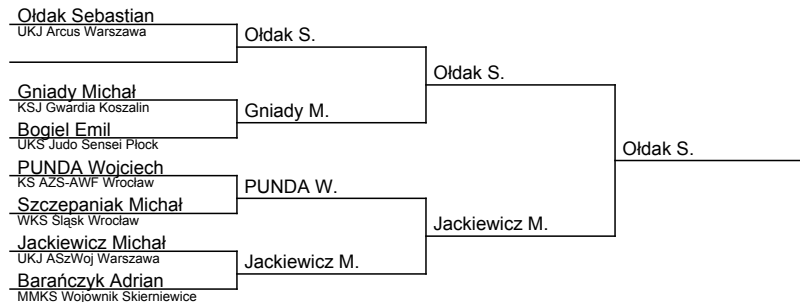 Ołdak Sebastian
UKJ Arcus Warszawa
Ołdak S.
Ołdak S.
Gniady Michał
KSJ Gwardia Koszalin
Gniady M.
Bogiel Emil
UKS Judo Sensei Płock
Ołdak S.
PUNDA Wojciech
KS AZS-AWF Wrocław
PUNDA W.
Szczepaniak Michał
WKS Śląsk Wrocław
Jackiewicz M.
Jackiewicz Michał
UKJ ASzWoj Warszawa
Jackiewicz M.
Barańczyk Adrian
MMKS Wojownik Skierniewice